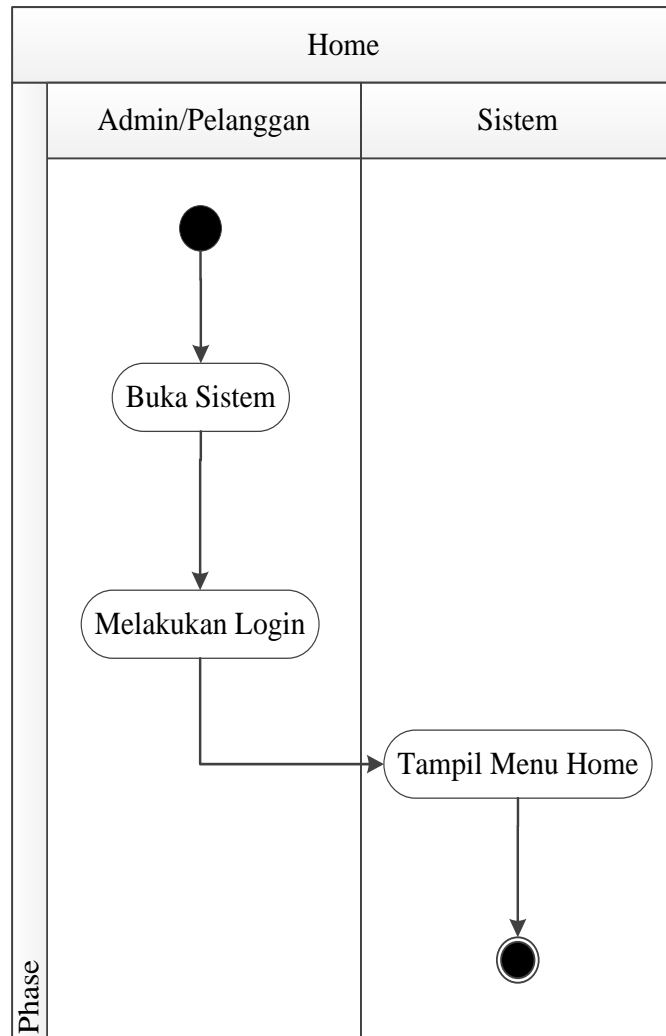 Home
Admin/Pelanggan
Sistem
Buka Sistem
Melakukan Login
Tampil Menu Home
Phase